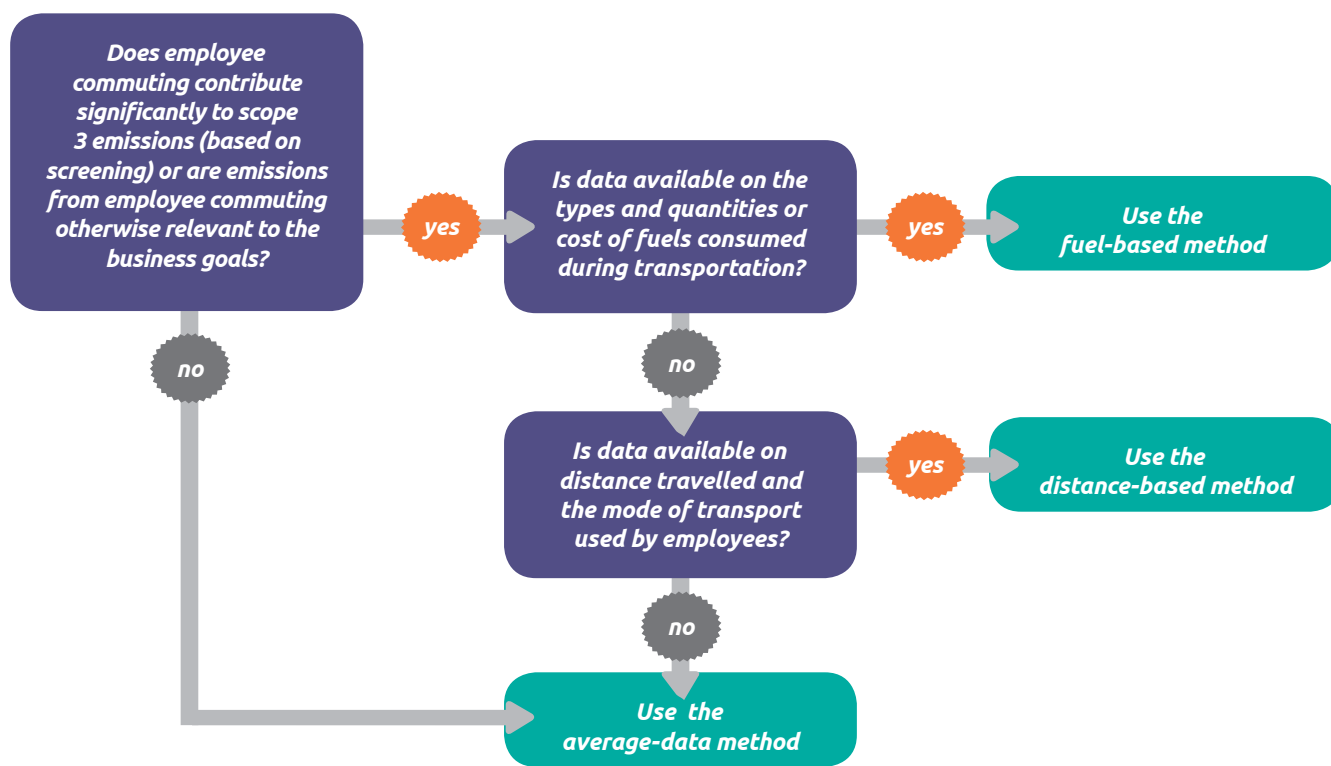 Does employee
commuting contribute
significantly to scope
3 emissions (based on
screening) or are emissions
from employee commuting
otherwise relevant to the
business goals?
yes
Is data available on the
types and quantities or
cost of fuels consumed
during transportation?
yes
Use the
fuel-based method
no
no
Is data available on
distance travelled and
the mode of transport
used by employees?
yes
Use the
distance-based method
no
Use the
average-data method